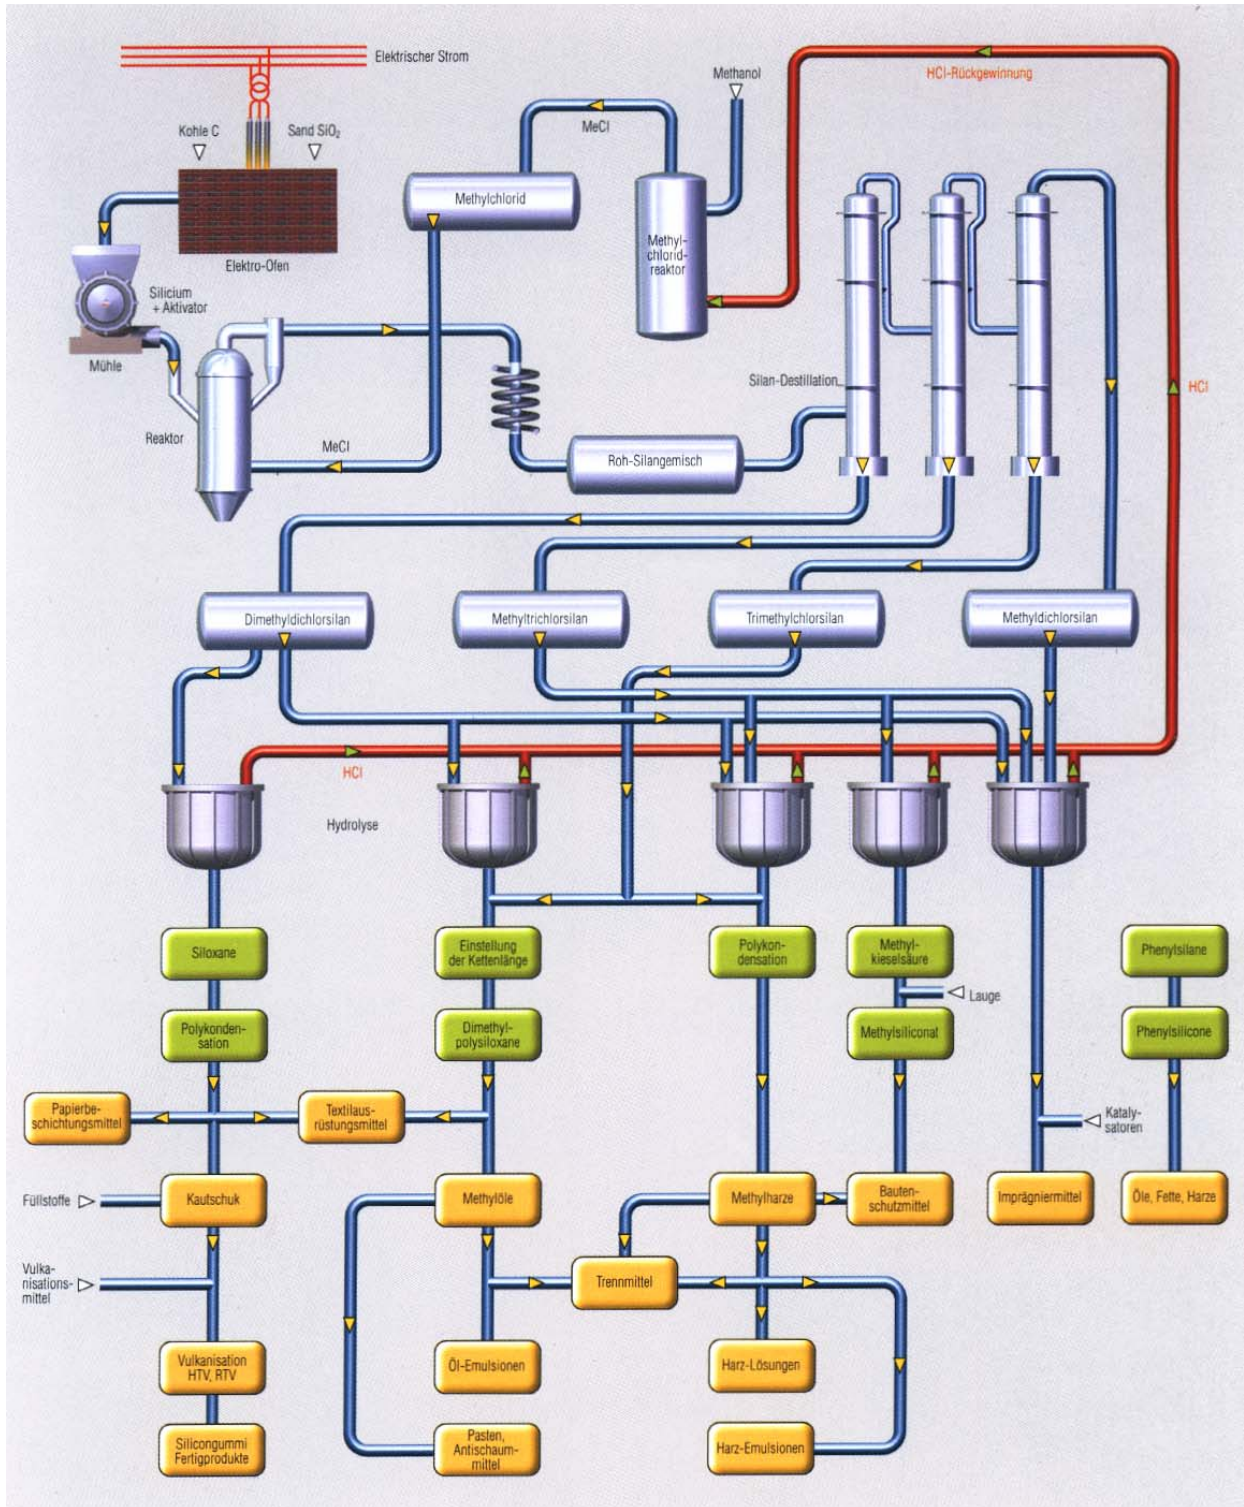 Elektrischer Strom
HCl-Rückgewinnung
Methanol
MeCl
Kohle C
Sand SiO₂
Methylchlorid
Methyl-
chlorid-
reaktor
Elektro-Ofen
Silicium
+ Aktivator
Mühle
Silan-Destillation
HCl
Reaktor
MeCl
Roh-Silangemisch
Dimethyldichlorsilan
Methyltrichlorsilan
Trimethylchlorsilan
Methyldichlorsilan
HCl
Hydrolyse
Siloxane
Einstellung
der Kettenlänge
Polykon-
densation
Methyl-
kieselsäure
Phenylsilane
Lauge
Polykonden-
sation
Dimethyl-
polysiloxane
Methylsiliconat
Phenylsilicone
Papierbe-
schichtungsmittel
Textilaus-
rüstungsmittel
Kataly-
satoren
Füllstoffe
Kautschuk
Methylöle
Methylharze
Bauten-
schutzmittel
Imprägniermittel
Öle, Fette, Harze
Vulka-
nisations-
mittel
Trennmittel
Vulkanisation
HTV, RTV
Öl-Emulsionen
Harz-Lösungen
Silicongummi
Fertigprodukte
Pasten,
Antischaum-
mittel
Harz-Emulsionen